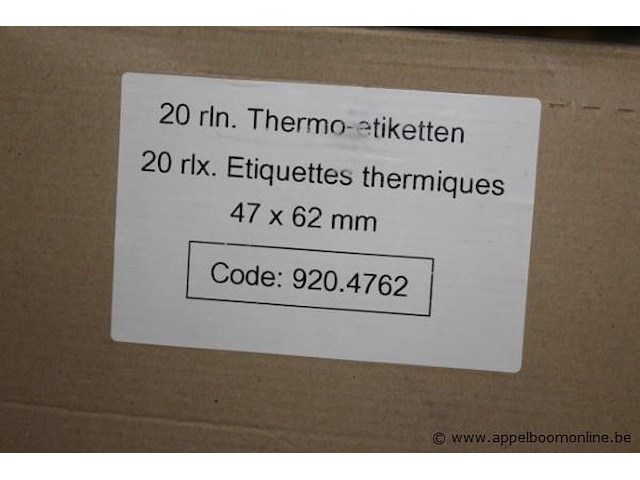 20 rln. Thermo-etiketten
20 rlx. Etiquettes thermiques
47 x 62 mm
Code: 920.4762
© www.appelboomonline.be